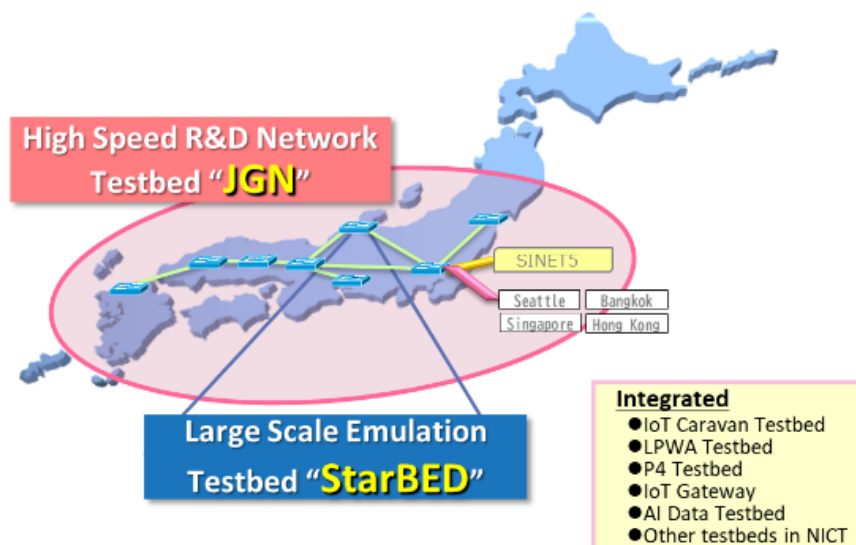 High Speed R&D Network
Testbed “JGN”
SINET5
Seattle
Bangkok
Singapore
Hong Kong
Large Scale Emulation
Testbed “StarBED”
Integrated
●IoT Caravan Testbed
●LPWA Testbed
●P4 Testbed
●IoT Gateway
●AI Data Testbed
●Other testbeds in NICT